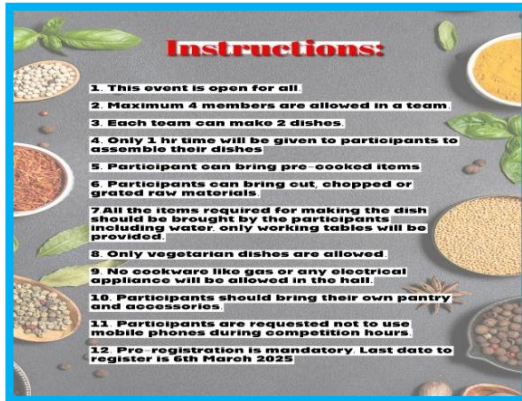 Instructions:
1. This event is open for all.
2. Maximum 4 members are allowed in a team.
3. Each team can make 2 dishes.
4. Only 1 hr time will be given to participants to
assemble their dishes
5. Participant can bring pre-cooked items
6. Participants can bring cut, chopped or
grated raw materials.
7.All the items required for making the dish
should be brought by the participants
including water. only working tables will be
provided.
8. Only vegetarian dishes are allowed.
9. No cookware like gas or any electrical
appliance will be allowed in the hall.
10. Participants should bring their own pantry
and accessories.
11. Participants are requested not to use
mobile phones during competition hours.
12. Pre-registration is mandatory. Last date to
register is 6th March 2025